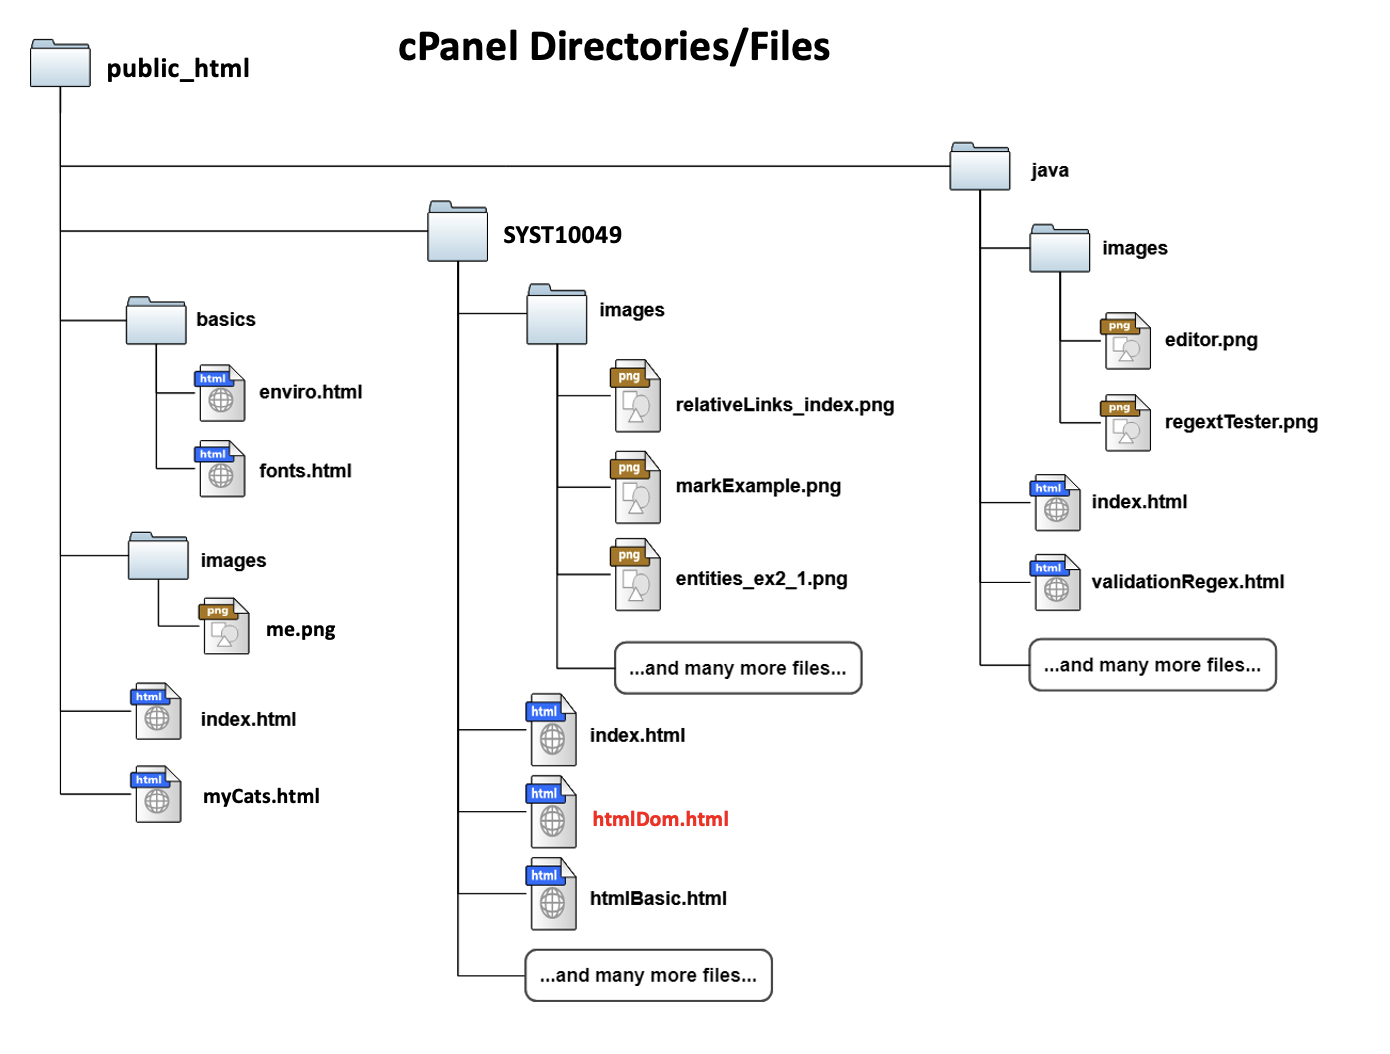 cPanel Directories/Files
public_html
java
SYST10049
images
basics
images
html
enviro.html
png
relativeLinks_index.png
png
editor.png
html
fonts.html
png
markExample.png
png
regextTester.png
images
png
entities_ex2_1.png
html
index.html
png
me.png
...and many more files...
html
validationRegex.html
html
index.html
html
index.html
...and many more files...
html
myCats.html
html
htmlDom.html
html
htmlBasic.html
...and many more files...